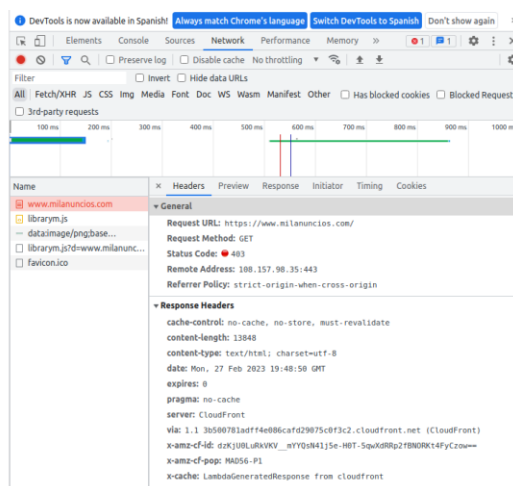 DevTools is now available in Spanish! Always match Chrome's language Switch DevTools to Spanish Don't show again ×
Elements Console Sources Network Performance Memory » 1 1
Preserve log Disable cache No throttling
Filter Invert Hide data URLs
All Fetch/XHR JS CSS Img Media Font Doc WS Wasm Manifest Other Has blocked cookies Blocked Request
3rd-party requests
100 ms 200 ms 300 ms 400 ms 500 ms 600 ms 700 ms 800 ms 900 ms 1000 m
Name × Headers Preview Response Initiator Timing Cookies
www.milanuncios.com
librarym.js
data:image/png;base...
librarym.js?d=www.milanunc...
favicon.ico
General
Request URL: https://www.milanuncios.com/
Request Method: GET
Status Code: 403
Remote Address: 108.157.98.35:443
Referrer Policy: strict-origin-when-cross-origin
Response Headers
cache-control: no-cache, no-store, must-revalidate
content-length: 13848
content-type: text/html; charset=utf-8
date: Mon, 27 Feb 2023 19:48:50 GMT
expires: 0
pragma: no-cache
server: CloudFront
via: 1.1 3b500781adff4e086cafd29075c0f3c2.cloudfront.net (CloudFront)
x-amz-cf-id: dzKjU0LuRkVKV__mYYQsN41j5e-H0T-5qwXdRRp2fBNORKt4FyCzow==
x-amz-cf-pop: MAD56-P1
x-cache: LambdaGeneratedResponse from cloudfront